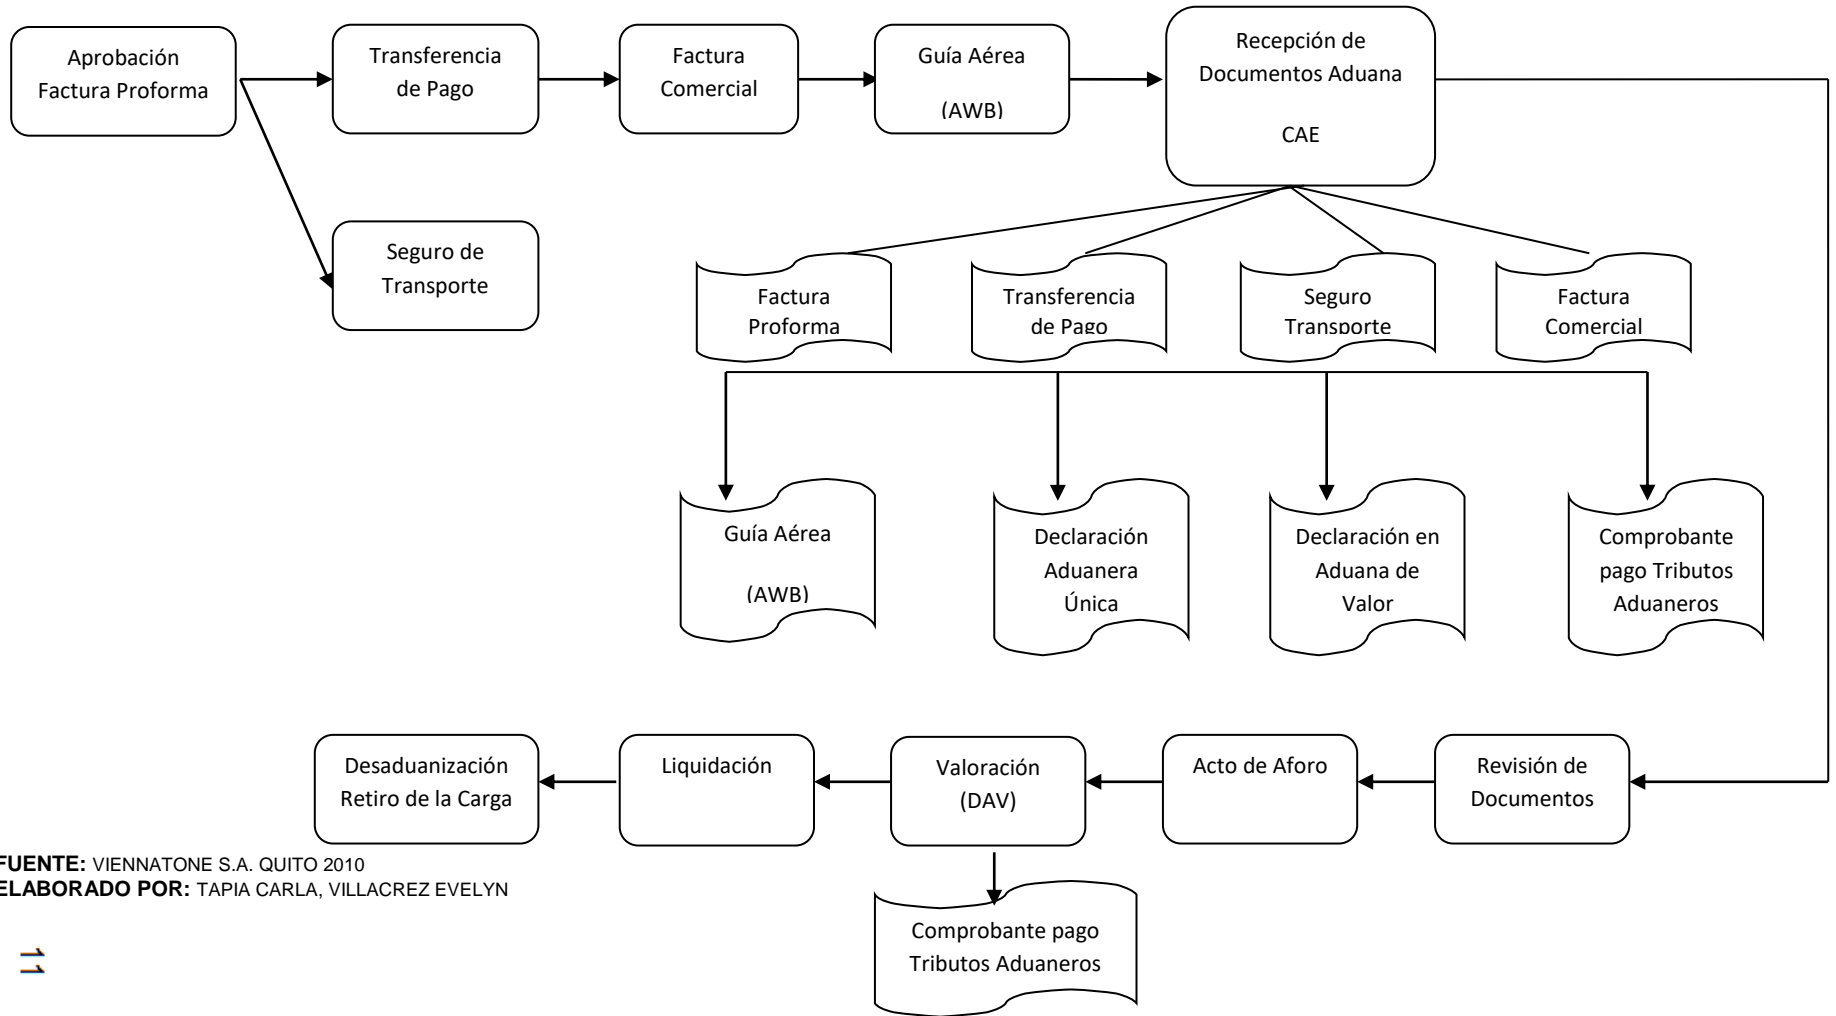 Aprobación
Factura Proforma
Transferencia
de Pago
Factura
Comercial
Guía Aérea
(AWB)
Recepción de
Documentos Aduana
CAE
Seguro de
Transporte
Factura
Proforma
Transferencia
de Pago
Seguro
Transporte
Factura
Comercial
Guía Aérea
(AWB)
Declaración
Aduanera
Única
Declaración en
Aduana de
Valor
Comprobante
pago Tributos
Aduaneros
Desaduanización
Retiro de la Carga
Liquidación
Valoración
(DAV)
Acto de Aforo
Revisión de
Documentos
FUENTE: VIENNATONE S.A. QUITO 2010
ELABORADO POR: TAPIA CARLA, VILLACREZ EVELYN
Comprobante pago
Tributos Aduaneros
11